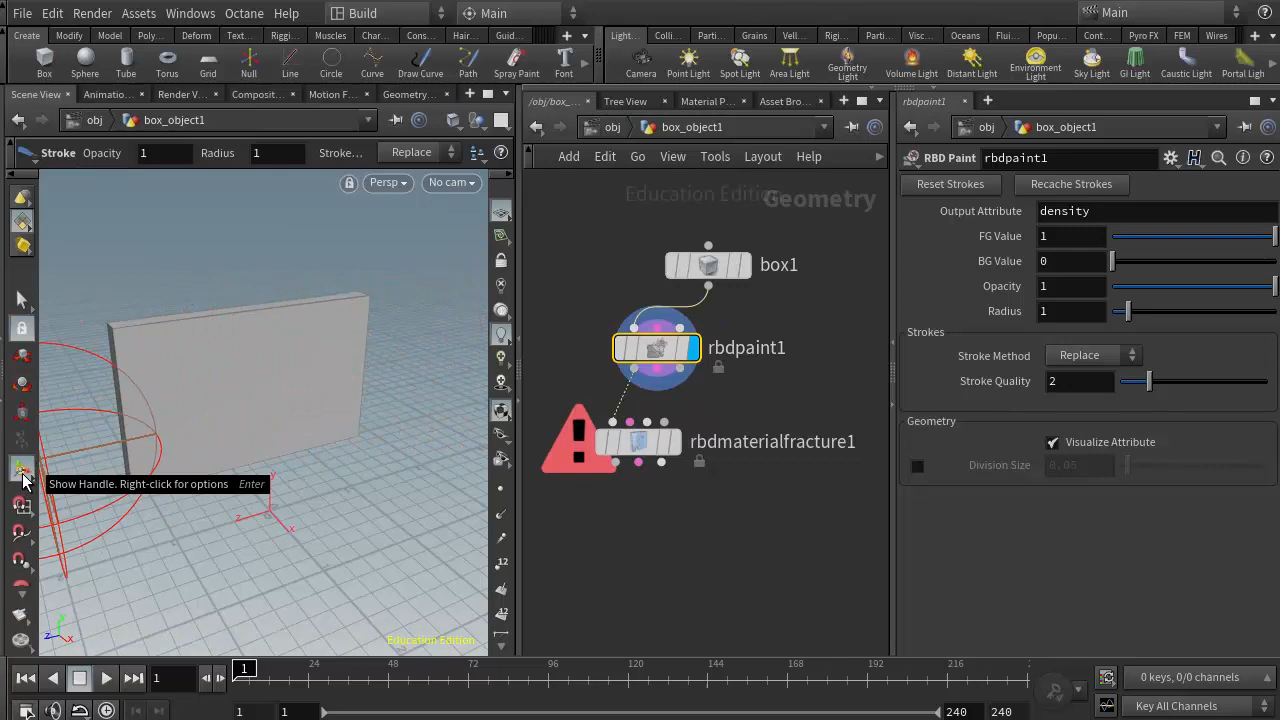 File Edit Render Assets Windows Octane Help Build Main Main
Create Modify Model Poly... Deform Text... Riggi... Muscles Char... Cons... Hair... Guid...
Light... Colli... Parti... Grains Vell... Rig... Parti... Visc... Oceans Flui... Popu... Cont... Pyro FX FEM Wires
Box Sphere Tube Torus Grid Null Line Circle Curve Draw Curve Path Spray Paint Font
Camera Point Light Spot Light Area Light Geometry Light Volume Light Distant Light Environment Light Sky Light GI Light Caustic Light Portal Ligh
Scene View Animatio... Render V... Composit... Motion F... Geometry...
/obj/box_... Tree View Material P... Asset Bro...
rbdpaint1
obj box_object1
obj box_object1
obj box_object1
Stroke Opacity 1 Radius 1 Stroke... Replace
Add Edit Go View Tools Layout Help
RBD Paint rbdpaint1
Persp No cam
Education Edition
Geometry
Reset Strokes Recache Strokes
Output Attribute density
FG Value 1
BG Value 0
Opacity 1
Radius 1
Strokes
Stroke Method Replace
Stroke Quality 2
Geometry
Visualize Attribute
Division Size 0.06
box1
rbdpaint1
rbdmaterialfracture1
Show Handle. Right-click for options Enter
y
z
x
12
12
y
z x
Education Edition
1
1 24 48 72 96 120 144 168 192 216 2
0 keys, 0/0 channels
1 1 240 240
Key All Channels